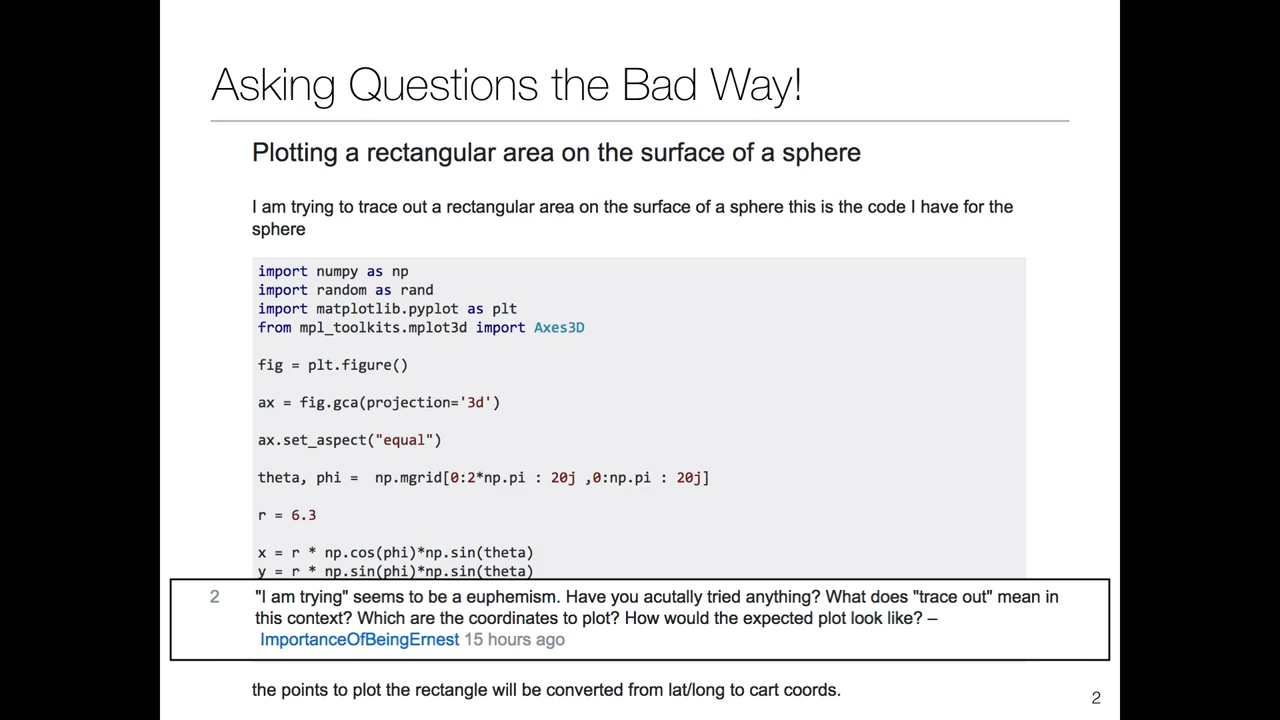 Asking Questions the Bad Way!
Plotting a rectangular area on the surface of a sphere
I am trying to trace out a rectangular area on the surface of a sphere this is the code I have for the
sphere
import numpy as np
import random as rand
import matplotlib.pyplot as plt
from mpl_toolkits.mplot3d import Axes3D
fig = plt.figure()
ax = fig.gca(projection='3d')
ax.set_aspect("equal")
theta, phi =  np.mgrid[0:2*np.pi : 20j ,0:np.pi : 20j]
r = 6.3
x = r * np.cos(phi)*np.sin(theta)
y = r * np.sin(phi)*np.sin(theta)
2 "I am trying" seems to be a euphemism. Have you acutally tried anything? What does "trace out" mean in
this context? Which are the coordinates to plot? How would the expected plot look like? –
ImportanceOfBeingErnest 15 hours ago
the points to plot the rectangle will be converted from lat/long to cart coords.
2